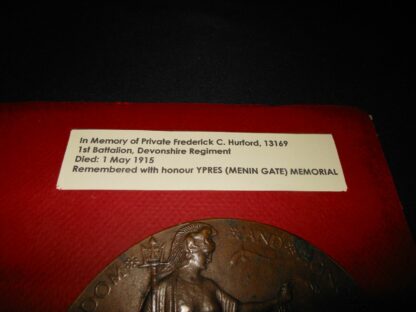 In Memory of Private Frederick C. Hurford, 13169
1st Battalion, Devonshire Regiment
Died: 1 May 1915
Remembered with honour YPRES (MENIN GATE) MEMORIAL